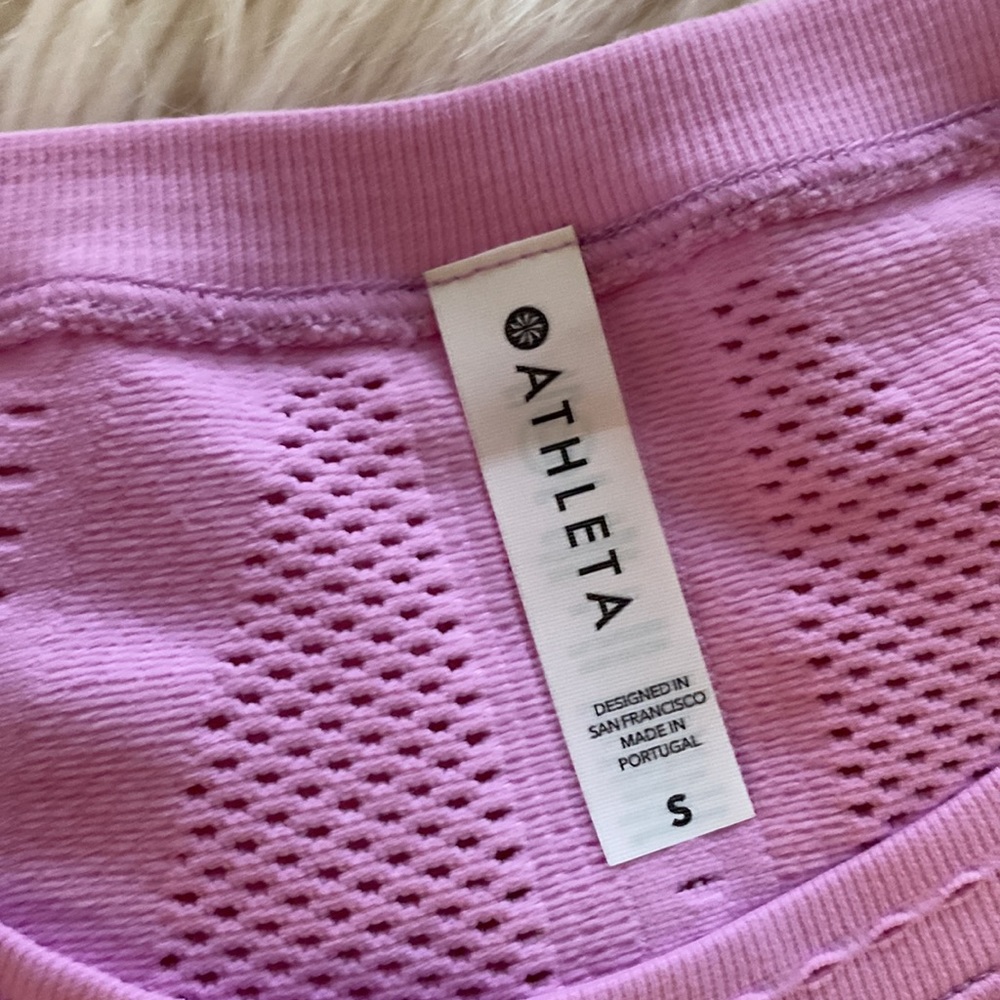 ATHLETA
DESIGNED IN
SAN FRANCISCO
MADE IN
PORTUGAL
S